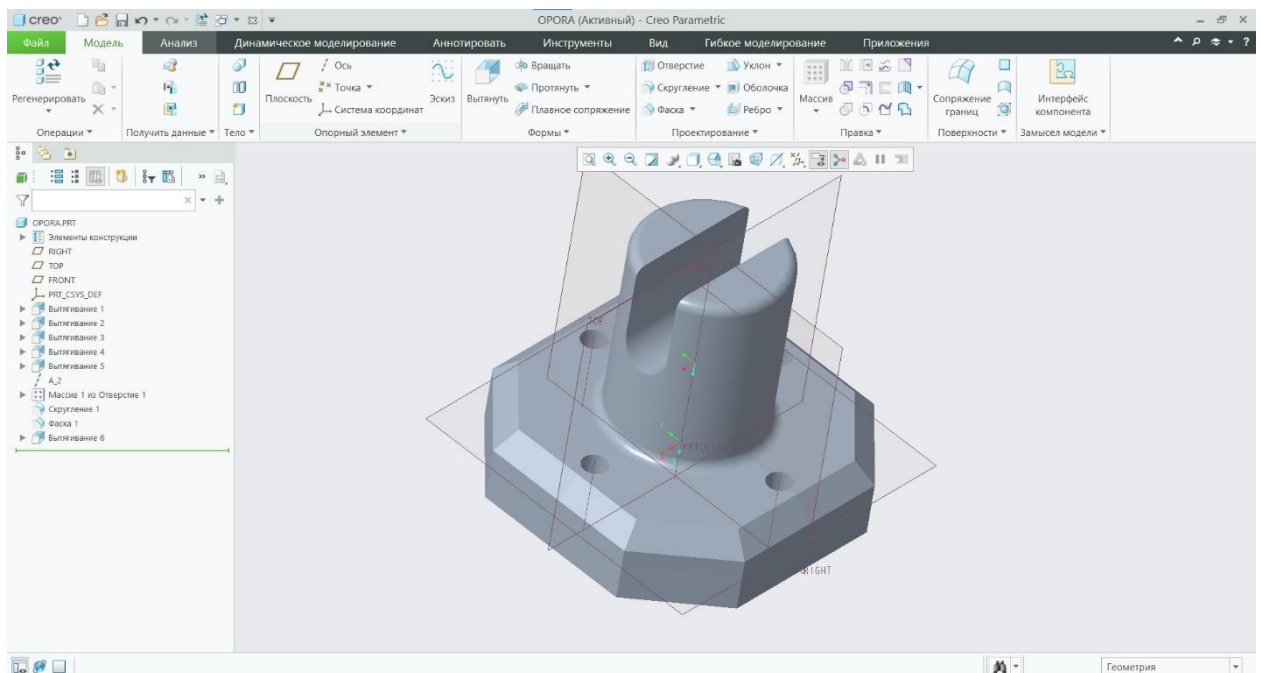 creo® OPORA (Активный) - Creo Parametric
Файл Модель Анализ Динамическое моделирование Аннотировать Инструменты Вид Гибкое моделирование Приложения
Регенерировать
Операции
Получить данные
Тело
Плоскость
Ось
Точка
Система координат
Эскиз
Опорный элемент
Вытянуть
Вращать
Протянуть
Плавное сопряжение
Формы
Отверстие Уклон
Скругление Оболочка
Фаска Ребро
Проектирование
Массив
Правка
Сопряжение границ
Поверхности
Интерфейс компонента
Замысел модели
OPORA.PRT
Элементы конструкции
RIGHT
TOP
FRONT
PRT_CSYS_DEF
Вытягивание 1
Вытягивание 2
Вытягивание 3
Вытягивание 4
Вытягивание 5
A_2
Массив 1 из Отверстие 1
Скругление 1
Фаска 1
Вытягивание 6
TOP
RIGHT
Геометрия